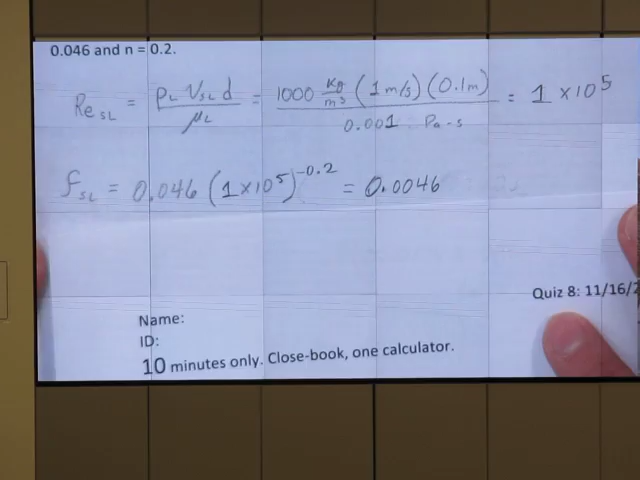 0.046 and n = 0.2.
Re_SL = ρ_L V_SL d / μ_L = 1000 kg/m³ (1 m/s) (0.1m) / 0.001 Pa-s = 1 × 10⁵
f_SL = 0.046 (1×10⁵)^-0.2 = 0.0046
Quiz 8: 11/16/2
Name:
ID:
10 minutes only. Close-book, one calculator.